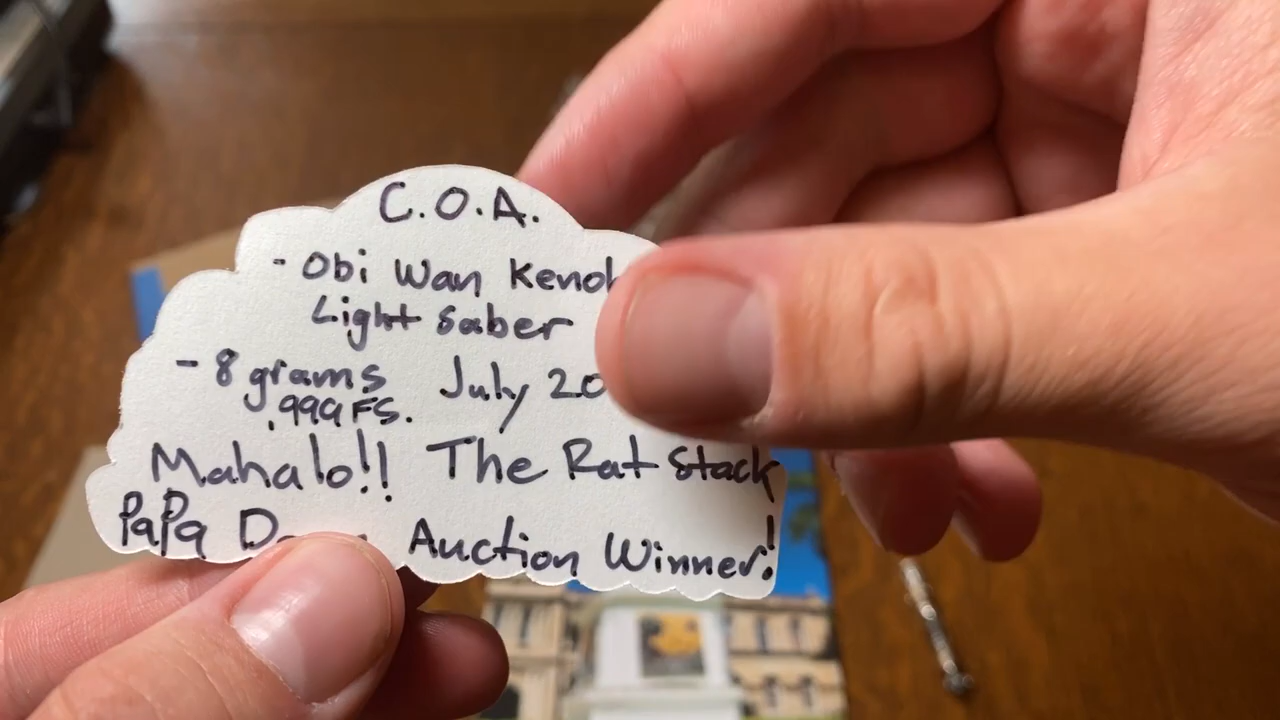 C.O.A.
- Obi Wan
Light Saber
- 8 grams July
.999 FS.
Mahalo!! The Rat Stack
PaPa Auction Winner!